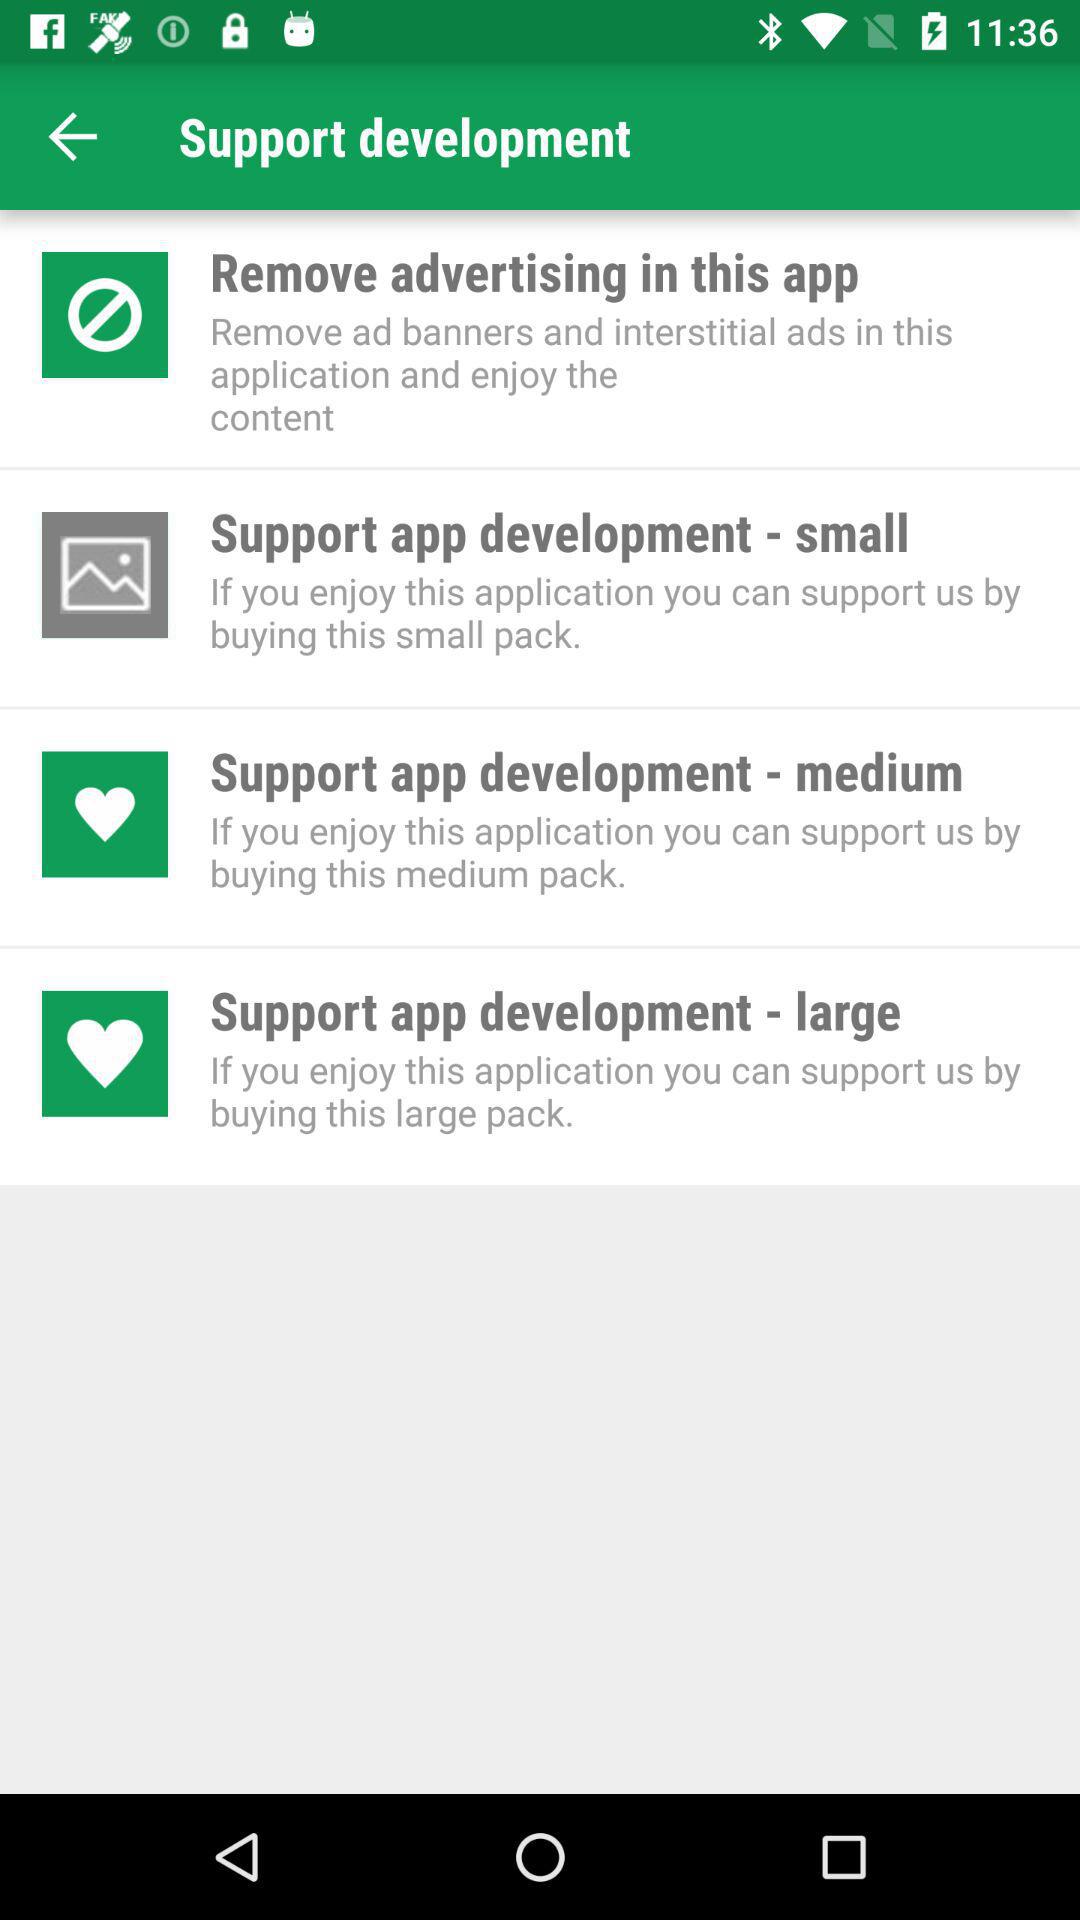 11:36
Support development
Remove advertising in this app
Remove ad banners and interstitial ads in this
application and enjoy the
content
Support app development - small
If you enjoy this application you can support us by
buying this small pack.
Support app development - medium
If you enjoy this application you can support us by
buying this medium pack.
Support app development - large
If you enjoy this application you can support us by
buying this large pack.